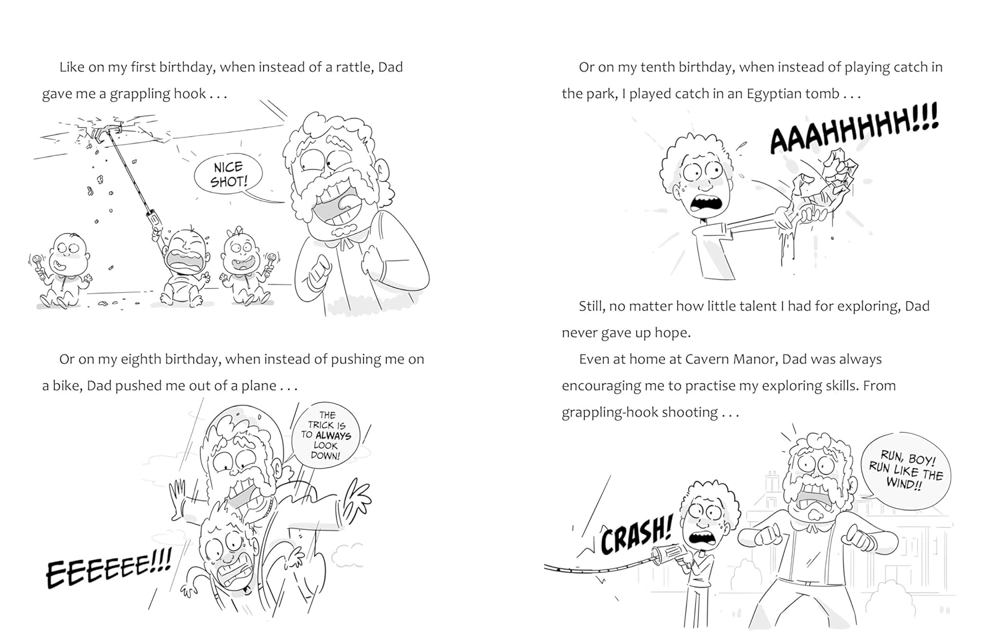 Like on my first birthday, when instead of a rattle, Dad
gave me a grappling hook . . .
NICE
SHOT!
Or on my eighth birthday, when instead of pushing me on
a bike, Dad pushed me out of a plane . . .
THE
TRICK IS
TO ALWAYS
LOOK
DOWN!
EEEEEE!!!
Or on my tenth birthday, when instead of playing catch in
the park, I played catch in an Egyptian tomb . . .
AAAHHHHH!!!
Still, no matter how little talent I had for exploring, Dad
never gave up hope.
Even at home at Cavern Manor, Dad was always
encouraging me to practise my exploring skills. From
grappling-hook shooting . . .
RUN, BOY!
RUN LIKE THE
WIND!!
CRASH!